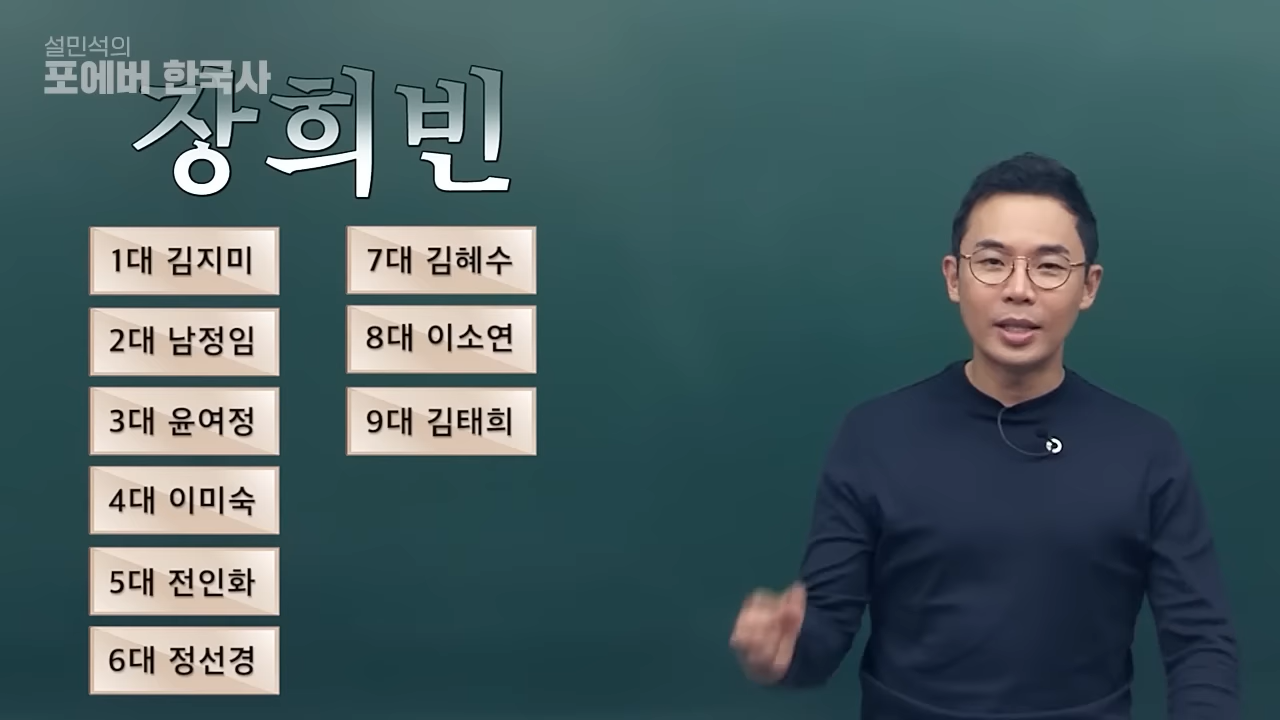 설민석의
포에버 한국사
장희빈
1대 김지미
2대 남정임
3대 윤여정
4대 이미숙
5대 전인화
6대 정선경
7대 김혜수
8대 이소연
9대 김태희